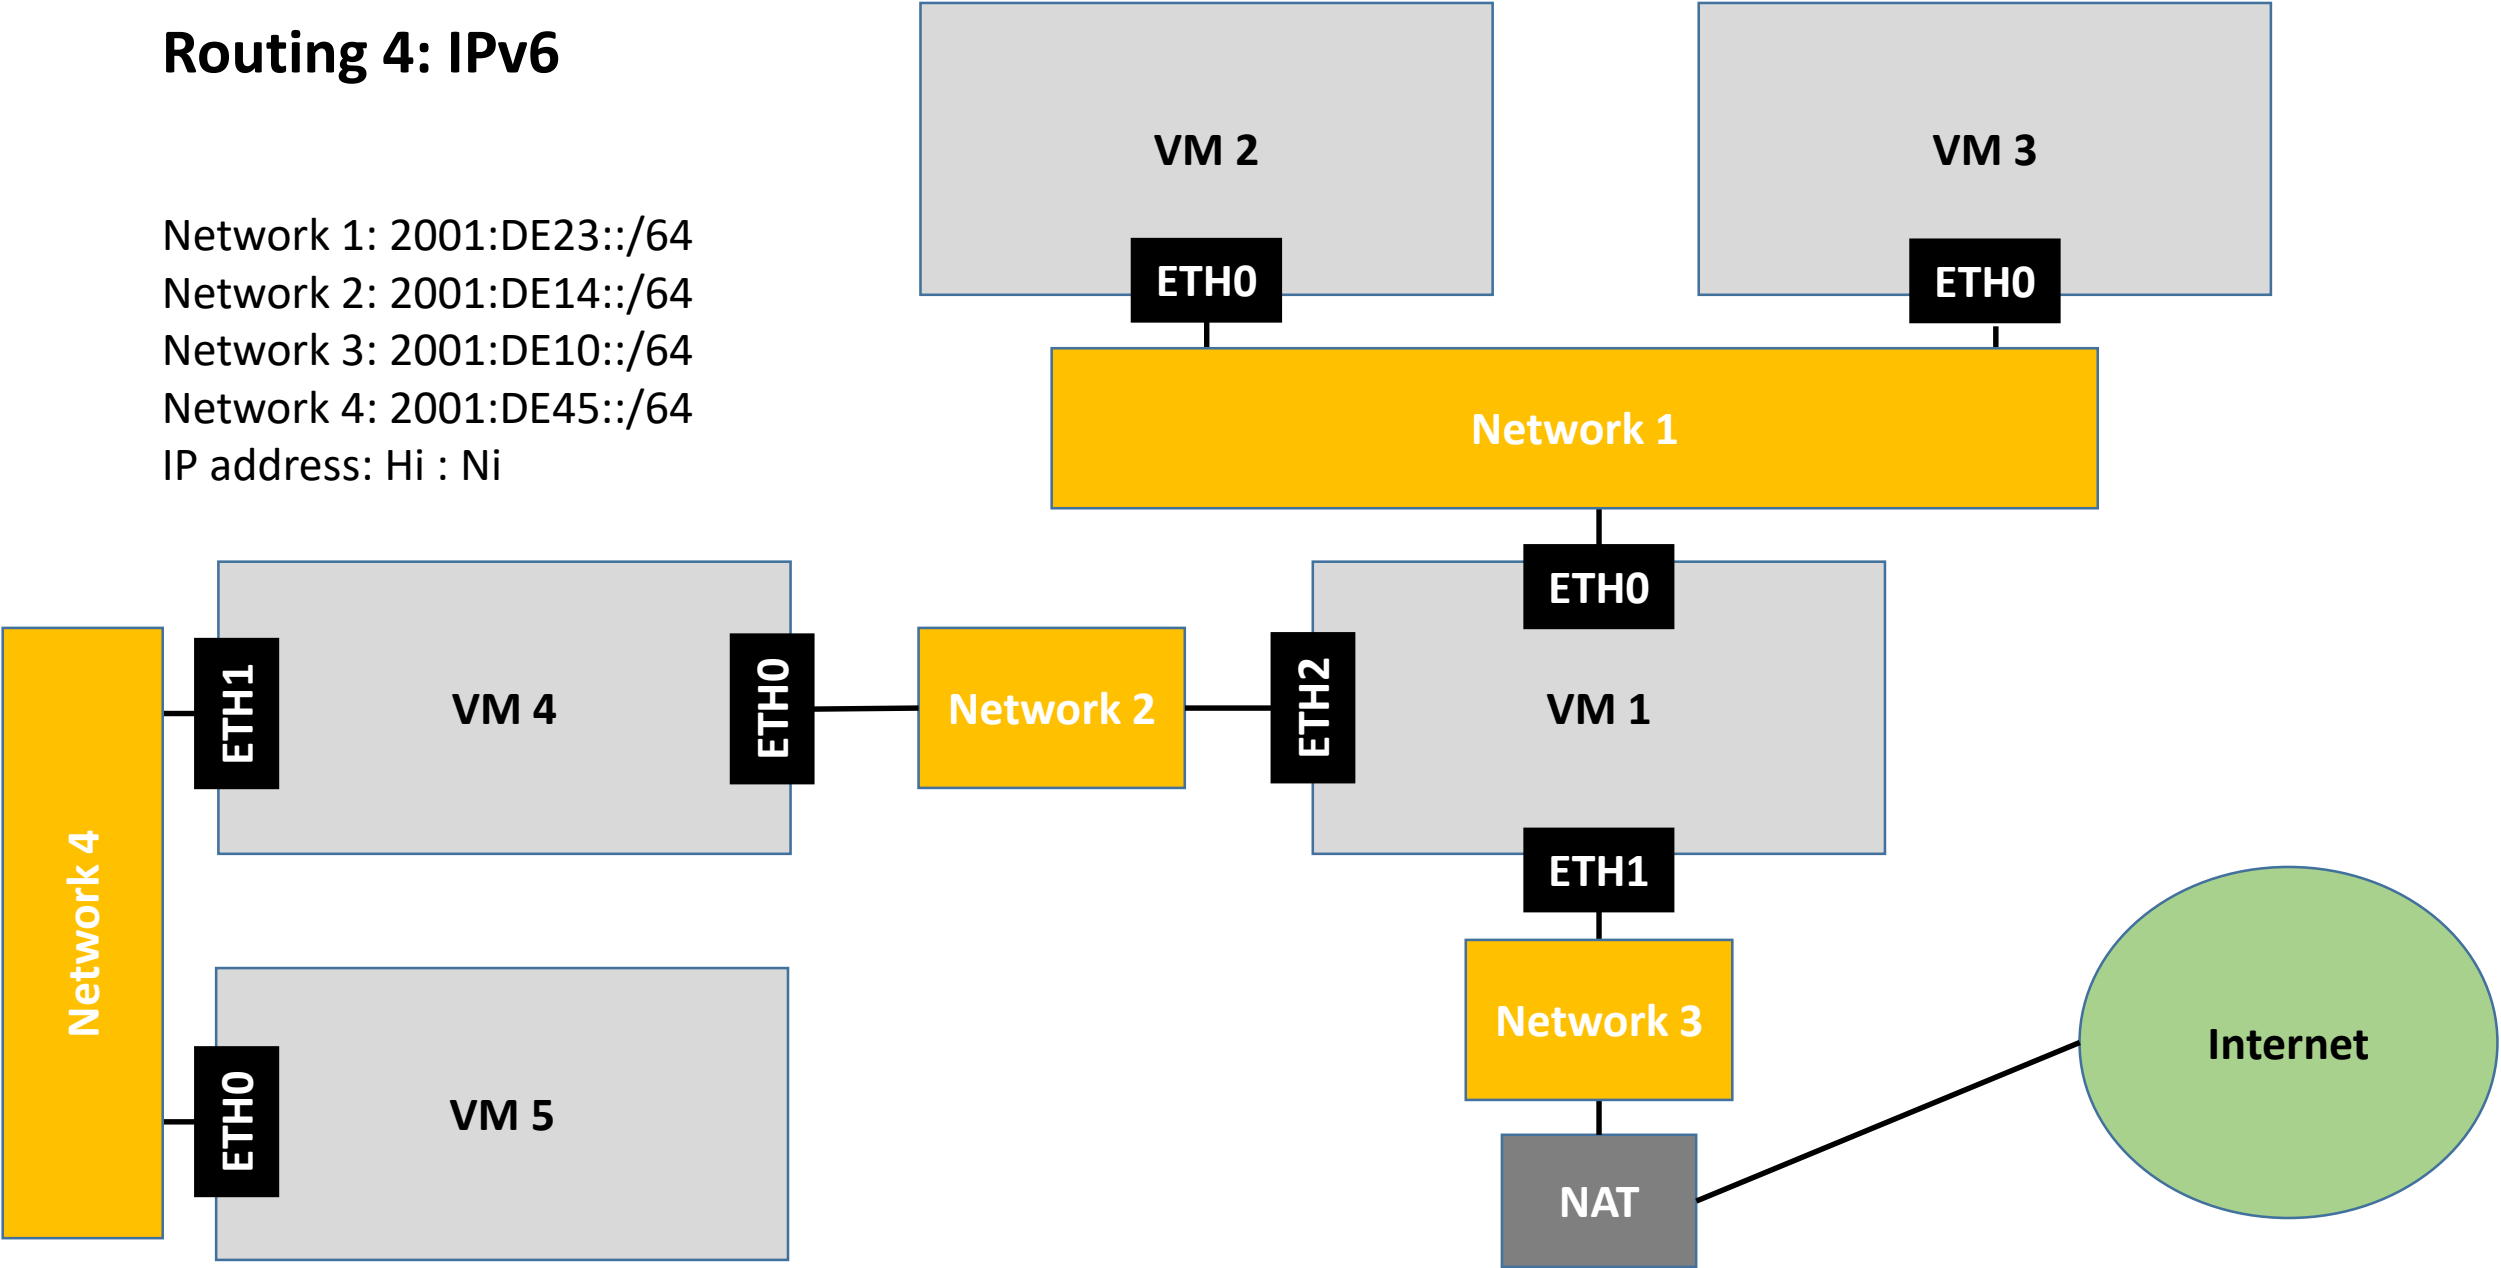 Routing 4: IPv6
Network 1: 2001:DE23::/64
Network 2: 2001:DE14::/64
Network 3: 2001:DE10::/64
Network 4: 2001:DE45::/64
IP address: Hi : Ni
VM 2
ETH0
VM 3
ETH0
Network 1
ETH0
VM 1
ETH2
ETH1
Network 2
ETH0
VM 4
ETH1
Network 4
ETH0
VM 5
Network 3
NAT
Internet